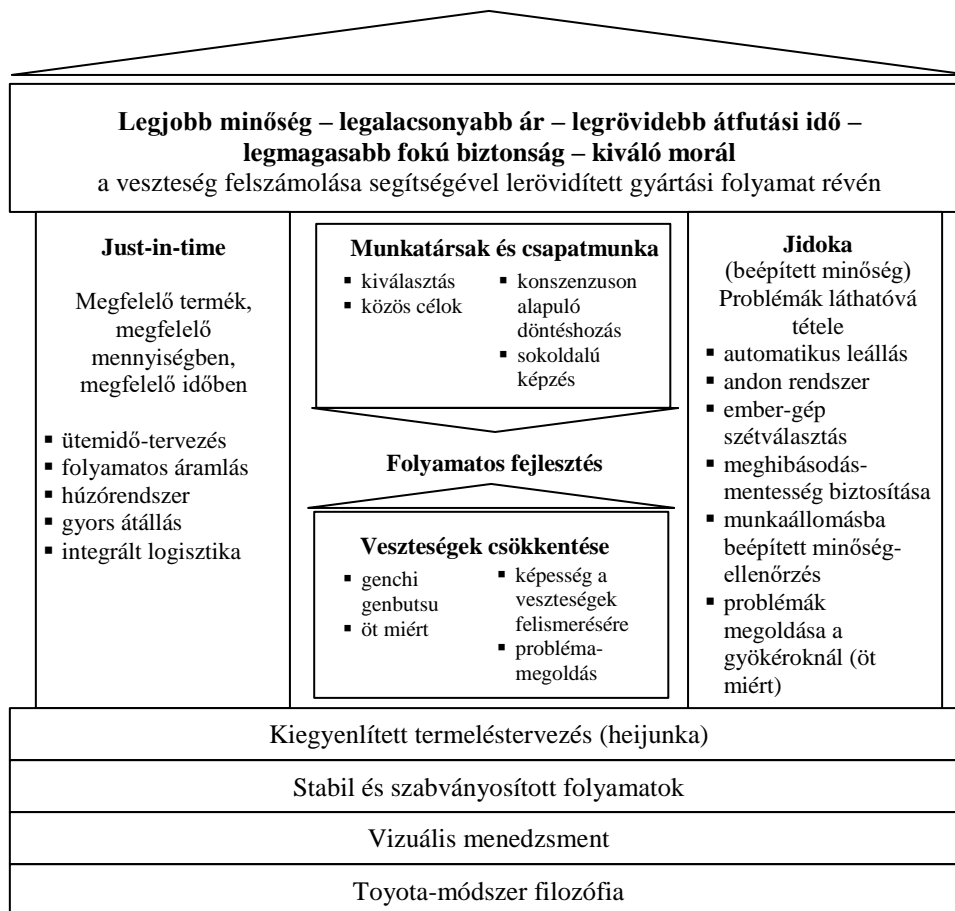 Legjobb minőség – legalacsonyabb ár – legrövidebb átfutási idő –
legmagasabb fokú biztonság – kiváló morál
a veszteség felszámolása segítségével lerövidített gyártási folyamat révén
Just-in-time
Megfelelő termék,
megfelelő
mennyiségben,
megfelelő időben
▪ ütemidő-tervezés
▪ folyamatos áramlás
▪ húzórendszer
▪ gyors átállás
▪ integrált logisztika
Munkatársak és csapatmunka
▪ kiválasztás
▪ közös célok
▪ konszenzuson
alapuló
döntéshozás
▪ sokoldalú
képzés
Folyamatos fejlesztés
Veszteségek csökkentése
▪ genchi
genbutsu
▪ öt miért
▪ képesség a
veszteségek
felismerésére
▪ probléma-
megoldás
Jidoka
(beépített minőség)
Problémák láthatóvá
tétele
▪ automatikus leállás
▪ andon rendszer
▪ ember-gép
szétválasztás
▪ meghibásodás-
mentesség biztosítása
▪ munkaállomásba
beépített minőség-
ellenőrzés
▪ problémák
megoldása a
gyökéroknál (öt
miért)
Kiegyenlített termeléstervezés (heijunka)
Stabil és szabványosított folyamatok
Vizuális menedzsment
Toyota-módszer filozófia